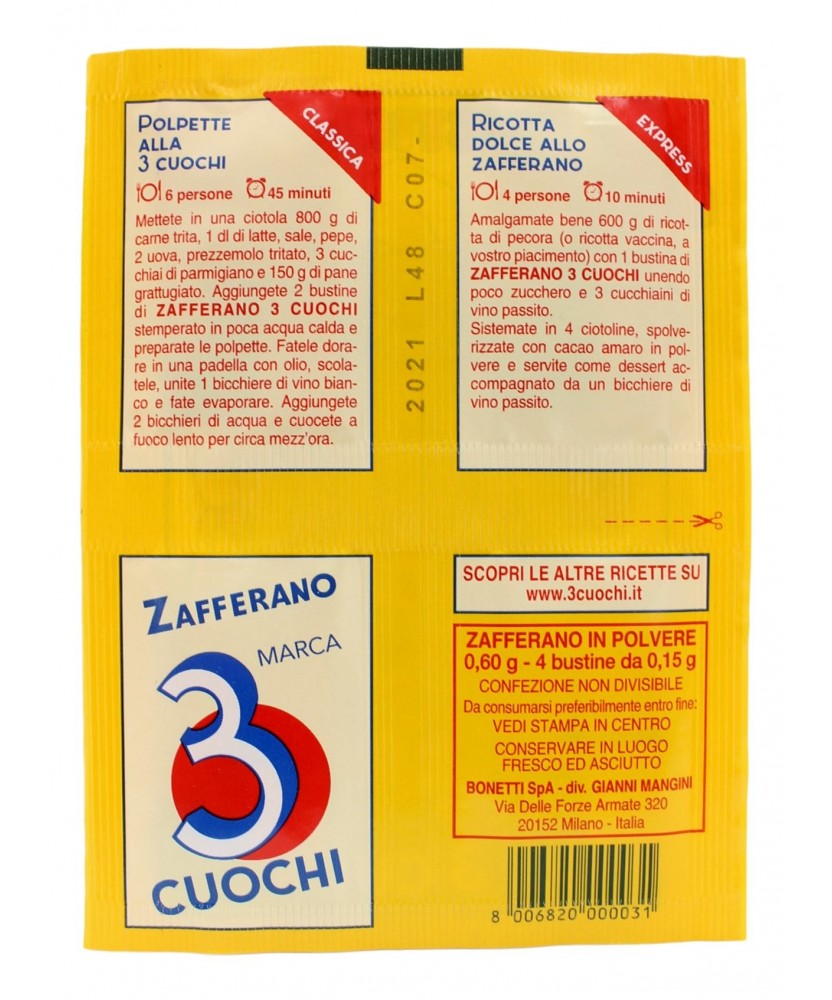 POLPETTE
ALLA
3 CUOCHI
CLASSICA
6 persone 45 minuti
Mettete in una ciotola 800 g di
carne trita, 1 dl di latte, sale, pepe,
2 uova, prezzemolo tritato, 3 cuc-
chiai di parmigiano e 150 g di pane
grattugiato. Aggiungete 2 bustine
di ZAFFERANO 3 CUOCHI
stemperato in poca acqua calda e
preparate le polpette. Fatele dora-
re in una padella con olio, scola-
tele, unite 1 bicchiere di vino bian-
co e fate evaporare. Aggiungete
2 bicchieri di acqua e cuocete a
fuoco lento per circa mezz'ora.
2021 L48 C07-
RICOTTA
DOLCE ALLO
ZAFFERANO
EXPRESS
4 persone 10 minuti
Amalgamate bene 600 g di ricot-
ta di pecora (o ricotta vaccina, a
vostro piacimento) con 1 bustina di
ZAFFERANO 3 CUOCHI unendo
poco zucchero e 3 cucchiaini di
vino passito.
Sistemate in 4 ciotoline, spolve-
rizzate con cacao amaro in pol-
vere e servite come dessert ac-
compagnato da un bicchiere di
vino passito.
ZAFFERANO
MARCA
3
CUOCHI
SCOPRI LE ALTRE RICETTE SU
www.3cuochi.it
ZAFFERANO IN POLVERE
0,60 g - 4 bustine da 0,15 g
CONFEZIONE NON DIVISIBILE
Da consumarsi preferibilmente entro fine:
VEDI STAMPA IN CENTRO
CONSERVARE IN LUOGO
FRESCO ED ASCIUTTO
BONETTI SpA - div. GIANNI MANGINI
Via Delle Forze Armate 320
20152 Milano - Italia
8 006820 000031